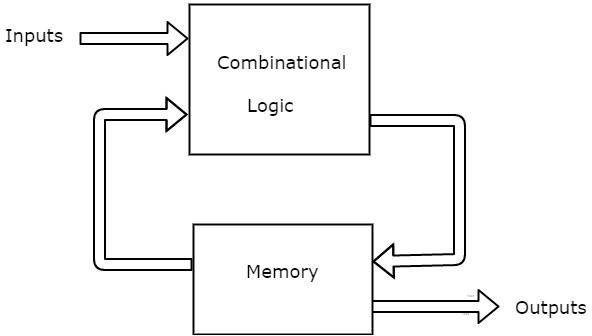 Inputs
Combinational
Logic
Memory
Outputs